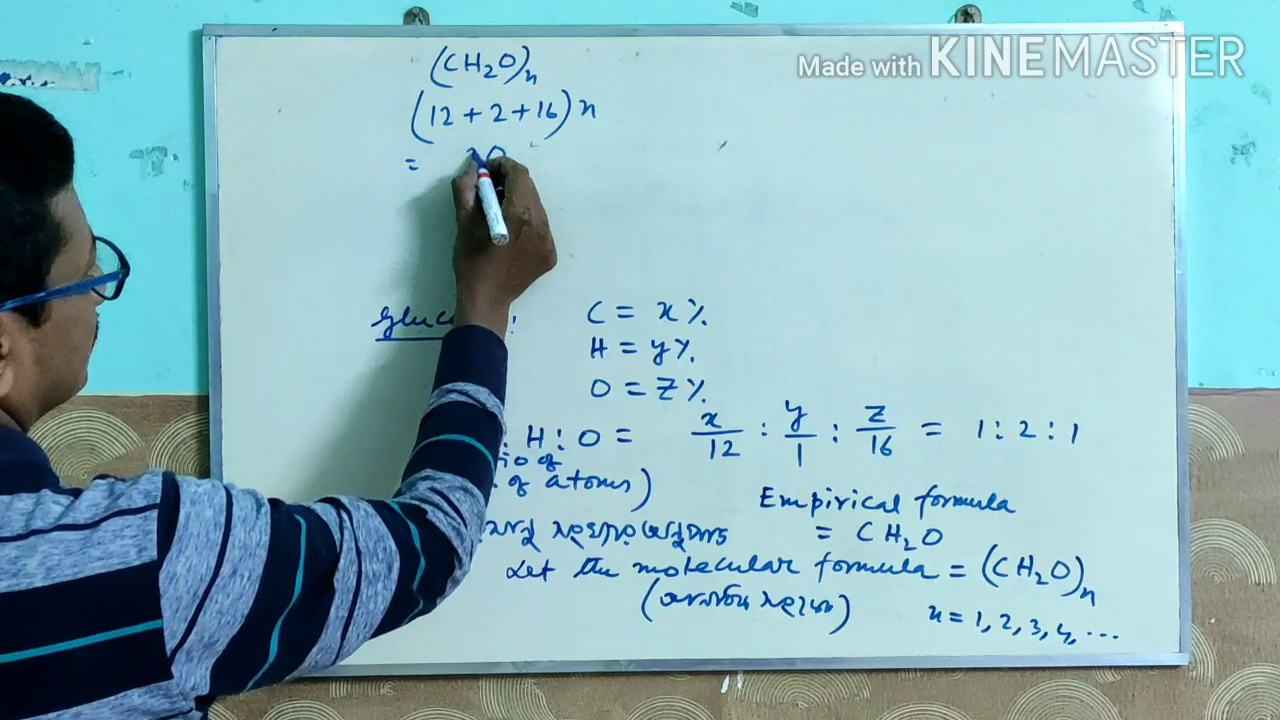 Made with KINEMASTER
(CH₂O)n
(12 + 2 + 16) n
=
C = x %.
H = y %.
O = Z %.
H : O = x/12 : y/1 : z/16 = 1 : 2 : 1
of atoms)
Empirical formula
= CH₂O
Let the molecular formula = (CH₂O)n
n = 1, 2, 3, 4, ...